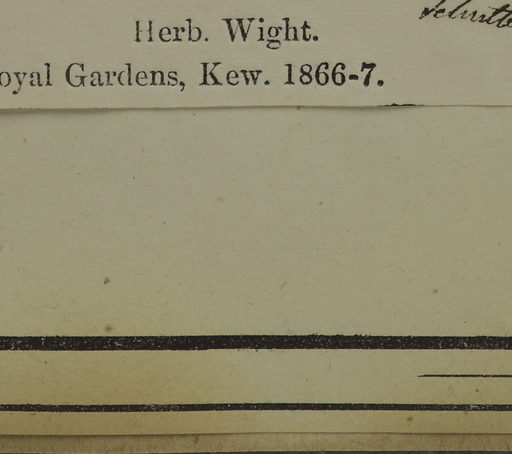 Herb. Wight.
oyal Gardens, Kew. 1866-7.